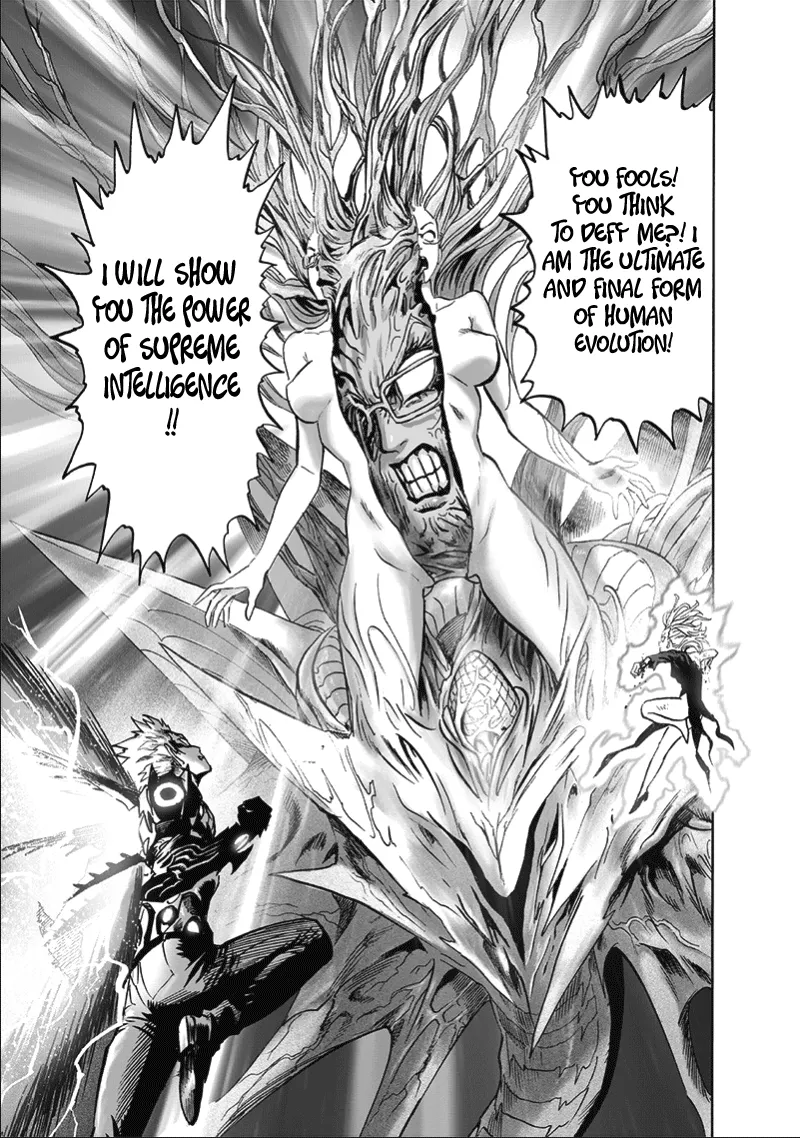 YOU FOOLS!
YOU THINK
TO DEFY ME?! I
AM THE ULTIMATE
AND FINAL FORM
OF HUMAN
EVOLUTION!
I WILL SHOW
YOU THE POWER
OF SUPREME
INTELLIGENCE
!!